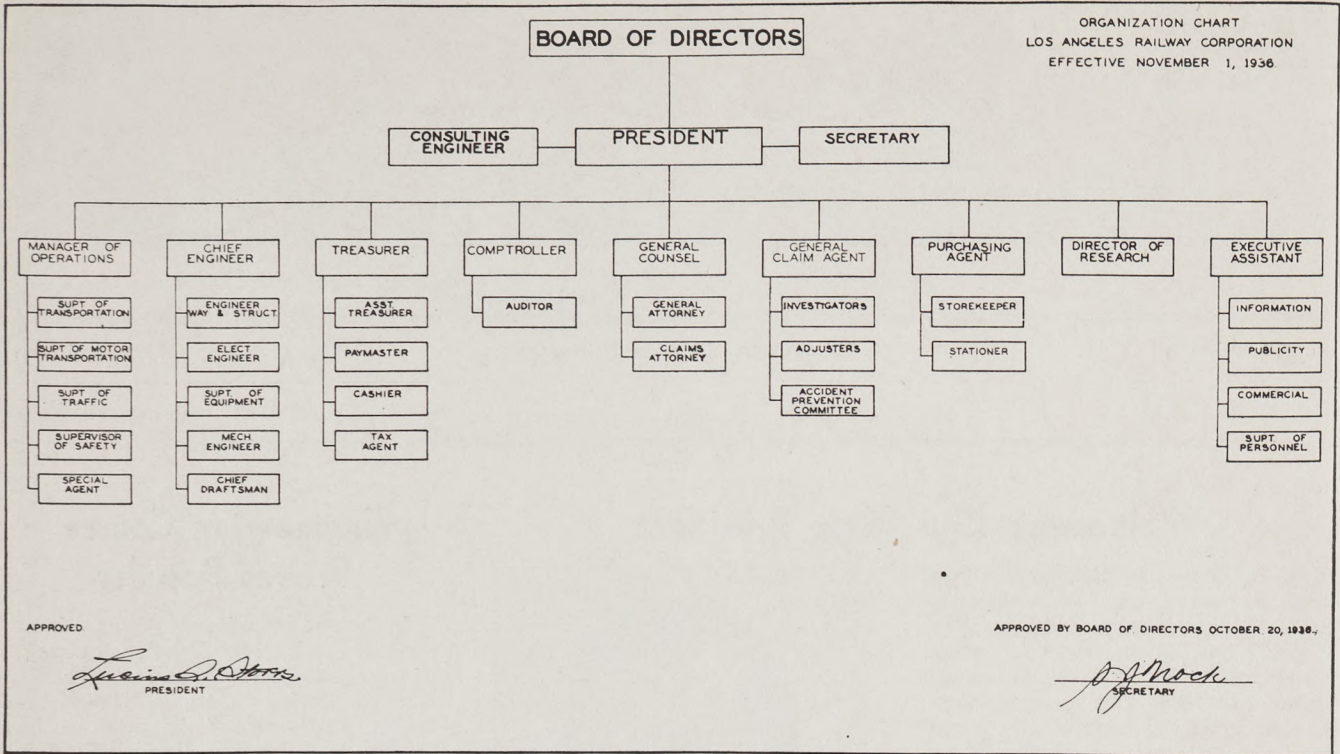 ORGANIZATION CHART
LOS ANGELES RAILWAY CORPORATION
EFFECTIVE NOVEMBER 1, 1936
BOARD OF DIRECTORS
CONSULTING
ENGINEER
PRESIDENT
SECRETARY
MANAGER OF
OPERATIONS
SUPT OF
TRANSPORTATION
SUPT OF MOTOR
TRANSPORTATION
SUPT OF
TRAFFIC
SUPERVISOR
OF SAFETY
SPECIAL
AGENT
CHIEF
ENGINEER
ENGINEER
WAY & STRUCT.
ELECT
ENGINEER
SUPT. OF
EQUIPMENT
MECH.
ENGINEER
CHIEF
DRAFTSMAN
TREASURER
ASST.
TREASURER
PAYMASTER
CASHIER
TAX
AGENT
COMPTROLLER
AUDITOR
GENERAL
COUNSEL
GENERAL
ATTORNEY
CLAIMS
ATTORNEY
GENERAL
CLAIM AGENT
INVESTIGATORS
ADJUSTERS
ACCIDENT
PREVENTION
COMMITTEE
PURCHASING
AGENT
STOREKEEPER
STATIONER
DIRECTOR OF
RESEARCH
EXECUTIVE
ASSISTANT
INFORMATION
PUBLICITY
COMMERCIAL
SUPT. OF
PERSONNEL
APPROVED
Lucius S. Storrs
PRESIDENT
APPROVED BY BOARD OF DIRECTORS OCTOBER 20, 1936.
SECRETARY